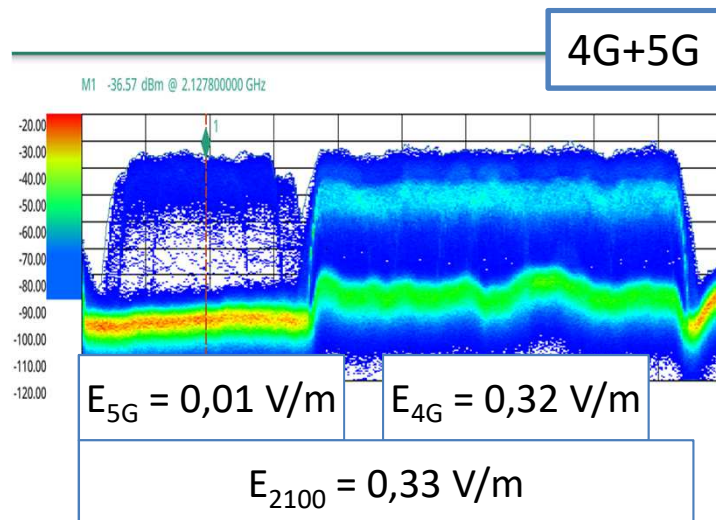 4G+5G
M1 -36.57 dBm @ 2.127800000 GHz
1
-20.00
-30.00
-40.00
-50.00
-60.00
-70.00
-80.00
-90.00
-100.00
-110.00
-120.00
E5G = 0,01 V/m
E4G = 0,32 V/m
E2100 = 0,33 V/m